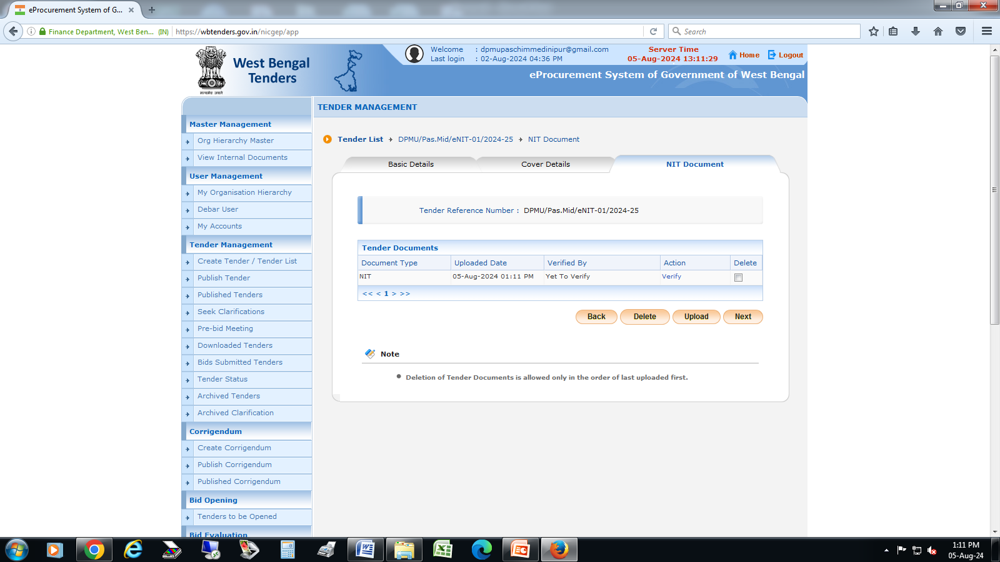 eProcurement System of G...
Finance Department, West Ben... (IN)
https://wbtenders.gov.in/nicgep/app
Search
सत्यमेव जयते
West Bengal
Tenders
Welcome : dpmupaschimmedinipur@gmail.com
Last login : 02-Aug-2024 04:36 PM
Server Time
05-Aug-2024 13:11:29
Home
Logout
eProcurement System of Government of West Bengal
Master Management
Org Hierarchy Master
View Internal Documents
User Management
My Organisation Hierarchy
Debar User
My Accounts
Tender Management
Create Tender / Tender List
Publish Tender
Published Tenders
Seek Clarifications
Pre-bid Meeting
Downloaded Tenders
Bids Submitted Tenders
Tender Status
Archived Tenders
Archived Clarification
Corrigendum
Create Corrigendum
Publish Corrigendum
Published Corrigendum
Bid Opening
Tenders to be Opened
Bid Evaluation
TENDER MANAGEMENT
Tender List DPMU/Pas.Mid/eNIT-01/2024-25 NIT Document
Basic Details Cover Details NIT Document
Tender Reference Number : DPMU/Pas.Mid/eNIT-01/2024-25
Tender Documents
Document Type Uploaded Date Verified By Action Delete
NIT 05-Aug-2024 01:11 PM Yet To Verify Verify
<< < 1 > >>
Back Delete Upload Next
Note
Deletion of Tender Documents is allowed only in the order of last uploaded first.
1:11 PM
05-Aug-24